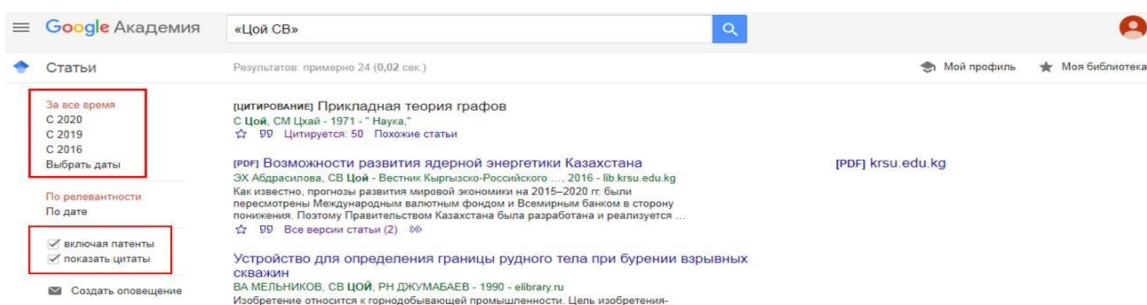 Google Академия
«Цой СВ»
Статьи
Результатов: примерно 24 (0,02 сек.)
Мой профиль
Моя библиотека
За все время
С 2020
С 2019
С 2016
Выбрать даты
По релевантности
По дате
включая патенты
показать цитаты
Создать оповещение
[ЦИТИРОВАНИЕ] Прикладная теория графов
С Цой, СМ Цхай - 1971 - " Наука,"
Цитируется: 50 Похожие статьи
[PDF] Возможности развития ядерной энергетики Казахстана
[PDF] krsu.edu.kg
ЭХ Абдрасилова, СВ Цой - Вестник Кыргызско-Российского ..., 2016 - lib.krsu.edu.kg
Как известно, прогнозы развития мировой экономики на 2015–2020 гг. были
пересмотрены Международным валютным фондом и Всемирным банком в сторону
понижения. Поэтому Правительством Казахстана была разработана и реализуется ...
Все версии статьи (2)
Устройство для определения границы рудного тела при бурении взрывных
скважин
ВА МЕЛЬНИКОВ, СВ ЦОЙ, РН ДЖУМАБАЕВ - 1990 - elibrary.ru
Изобретение относится к горнодобывающей промышленности. Цель изобретения-